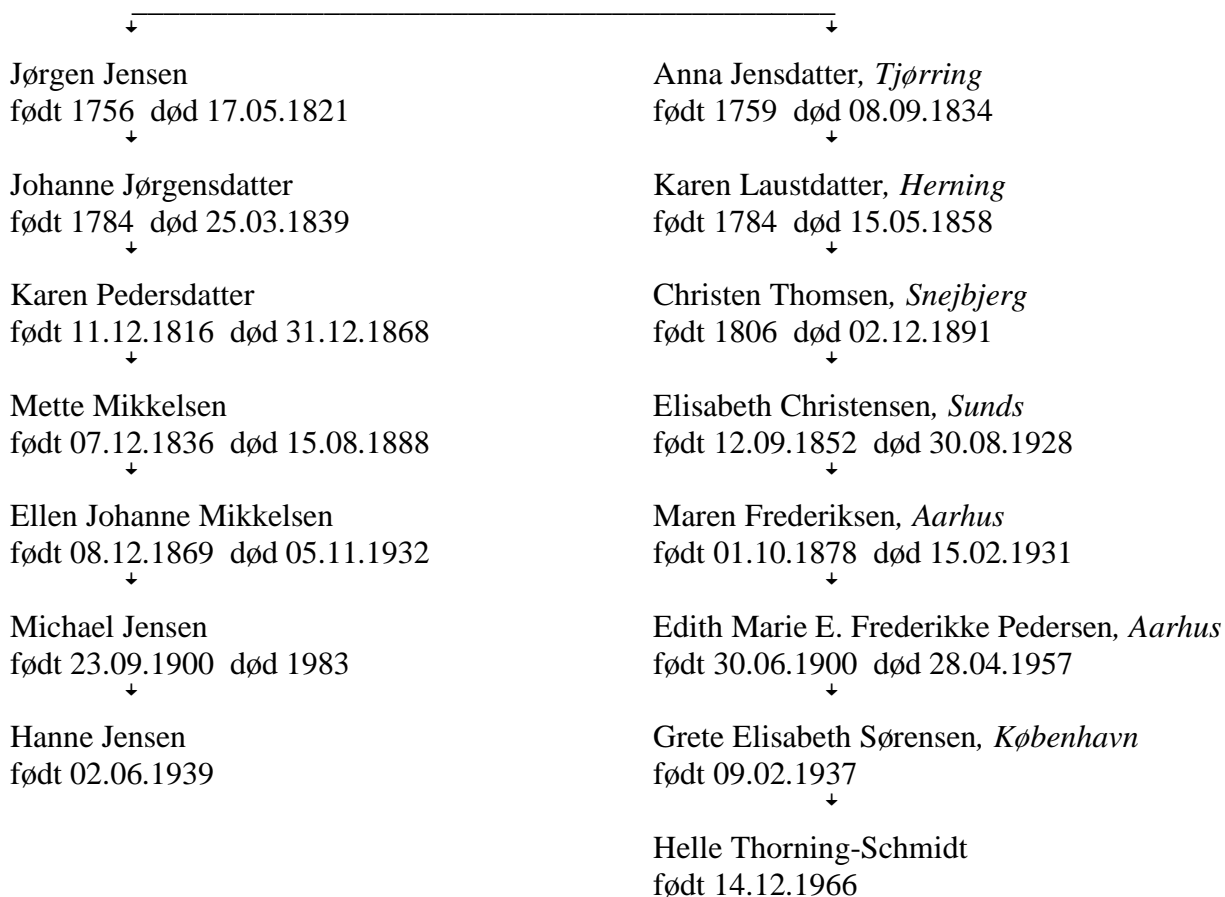 Jørgen Jensen
født 1756 død 17.05.1821
Johanne Jørgensdatter
født 1784 død 25.03.1839
Karen Pedersdatter
født 11.12.1816 død 31.12.1868
Mette Mikkelsen
født 07.12.1836 død 15.08.1888
Ellen Johanne Mikkelsen
født 08.12.1869 død 05.11.1932
Michael Jensen
født 23.09.1900 død 1983
Hanne Jensen
født 02.06.1939
Anna Jensdatter, Tjørring
født 1759 død 08.09.1834
Karen Laustdatter, Herning
født 1784 død 15.05.1858
Christen Thomsen, Snejbjerg
født 1806 død 02.12.1891
Elisabeth Christensen, Sunds
født 12.09.1852 død 30.08.1928
Maren Frederiksen, Aarhus
født 01.10.1878 død 15.02.1931
Edith Marie E. Frederikke Pedersen, Aarhus
født 30.06.1900 død 28.04.1957
Grete Elisabeth Sørensen, København
født 09.02.1937
Helle Thorning-Schmidt
født 14.12.1966